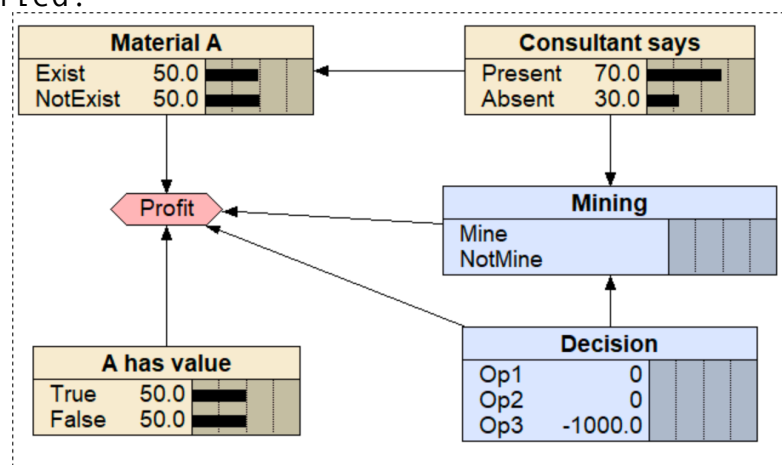 Material A
Exist 50.0
NotExist 50.0
Consultant says
Present 70.0
Absent 30.0
Profit
Mining
Mine
NotMine
A has value
True 50.0
False 50.0
Decision
Op1 0
Op2 0
Op3 -1000.0